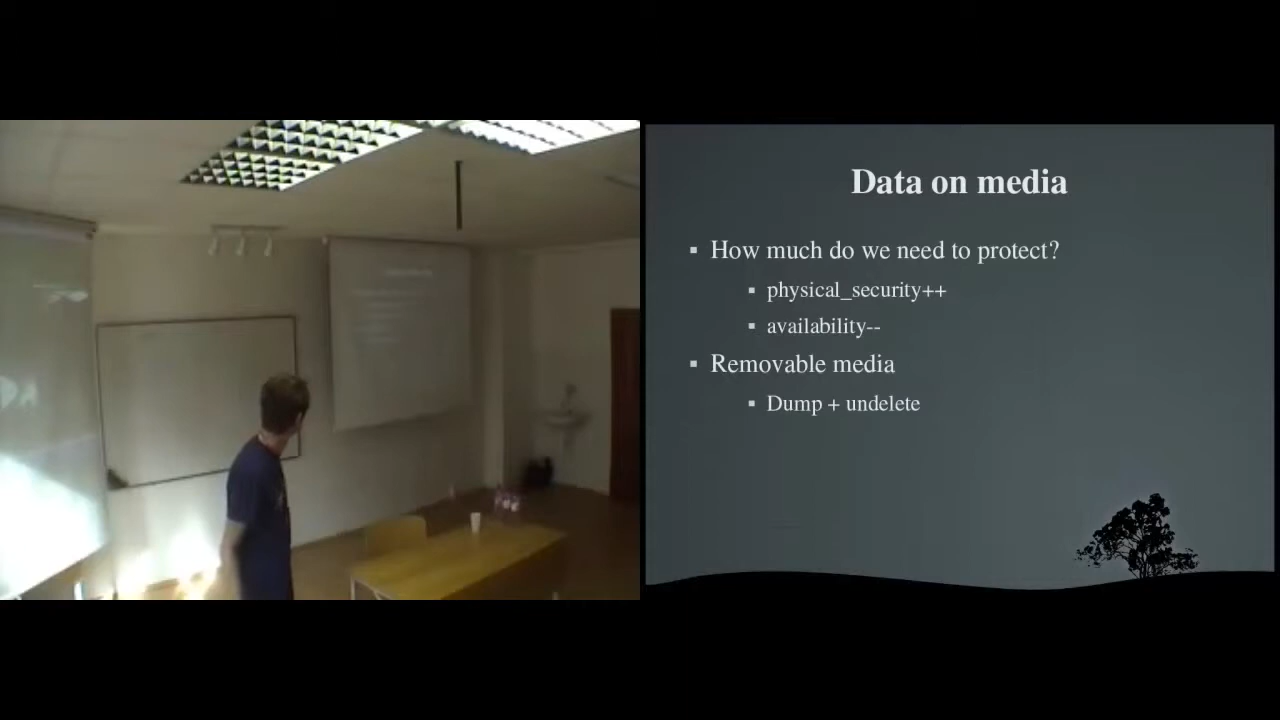 Data on media
How much do we need to protect?
physical_security++
availability--
Removable media
Dump + undelete